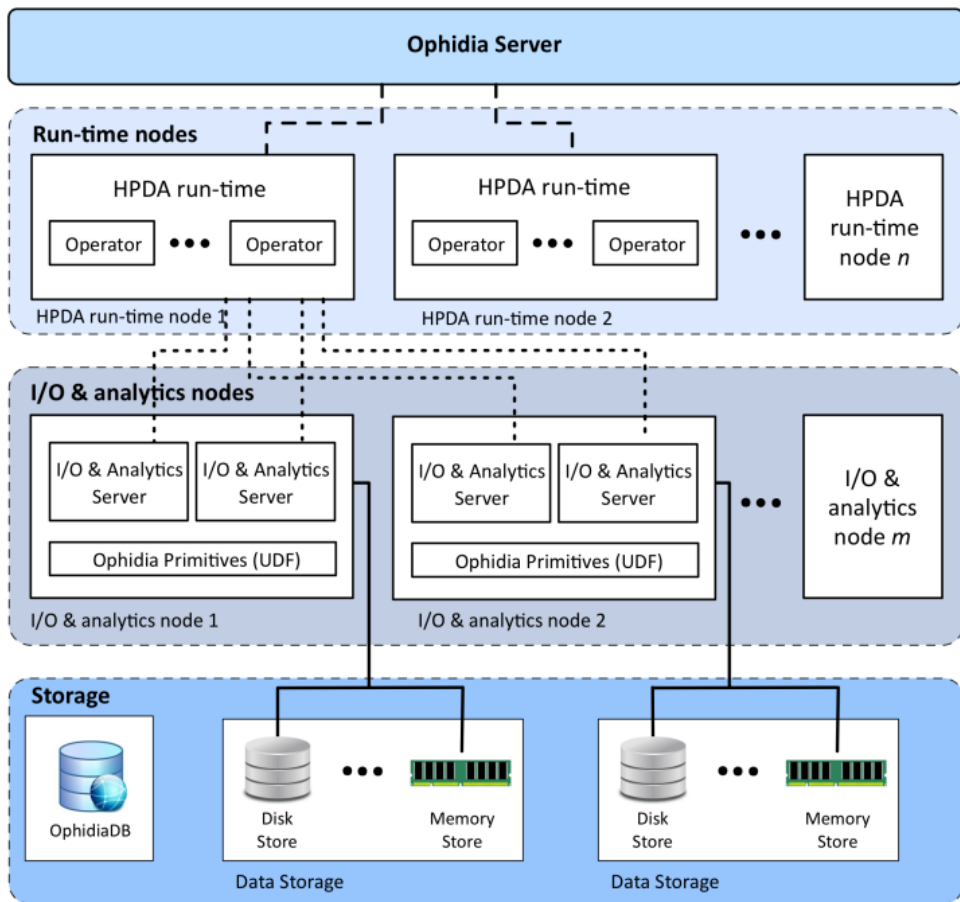 Ophidia Server
Run-time nodes
HPDA run-time
Operator
Operator
HPDA run-time node 1
HPDA run-time
Operator
Operator
HPDA run-time node 2
HPDA
run-time
node n
I/O & analytics nodes
I/O & Analytics
Server
I/O & Analytics
Server
Ophidia Primitives (UDF)
I/O & analytics node 1
I/O & Analytics
Server
I/O & Analytics
Server
Ophidia Primitives (UDF)
I/O & analytics node 2
I/O &
analytics
node m
Storage
OphidiaDB
Disk
Store
Memory
Store
Data Storage
Disk
Store
Memory
Store
Data Storage